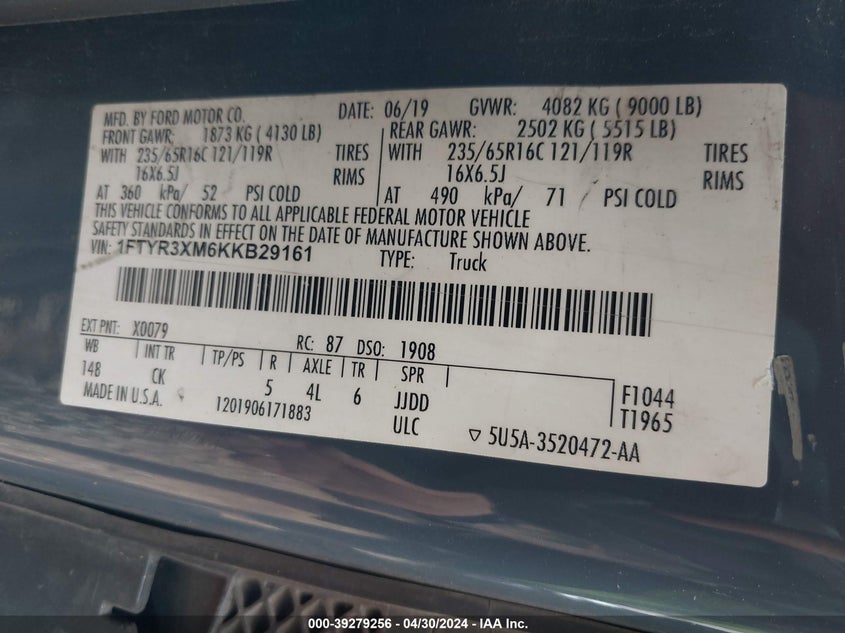 MFD. BY FORD MOTOR CO. DATE: 06/19 GVWR: 4082 KG ( 9000 LB)
FRONT GAWR: 1873 KG ( 4130 LB) REAR GAWR: 2502 KG ( 5515 LB)
WITH 235/65R16C 121/119R TIRES WITH 235/65R16C 121/119R TIRES
16X6.5J RIMS 16X6.5J RIMS
AT 360 kPa/ 52 PSI COLD AT 490 kPa/ 71 PSI COLD
THIS VEHICLE CONFORMS TO ALL APPLICABLE FEDERAL MOTOR VEHICLE
SAFETY STANDARDS IN EFFECT ON THE DATE OF MANUFACTURE SHOWN ABOVE.
VIN: 1FTYR3XM6KKB29161 TYPE: Truck
EXT PNT: X0079 RC: 87 DSO: 1908
WB INT TR TP/PS R AXLE TR SPR
148 CK 5 4L 6 JJDD F1044
MADE IN U.S.A. 1201906171883 ULC T1965
▽ 5U5A-3520472-AA
000-39279256 - 04/30/2024 - IAA Inc.